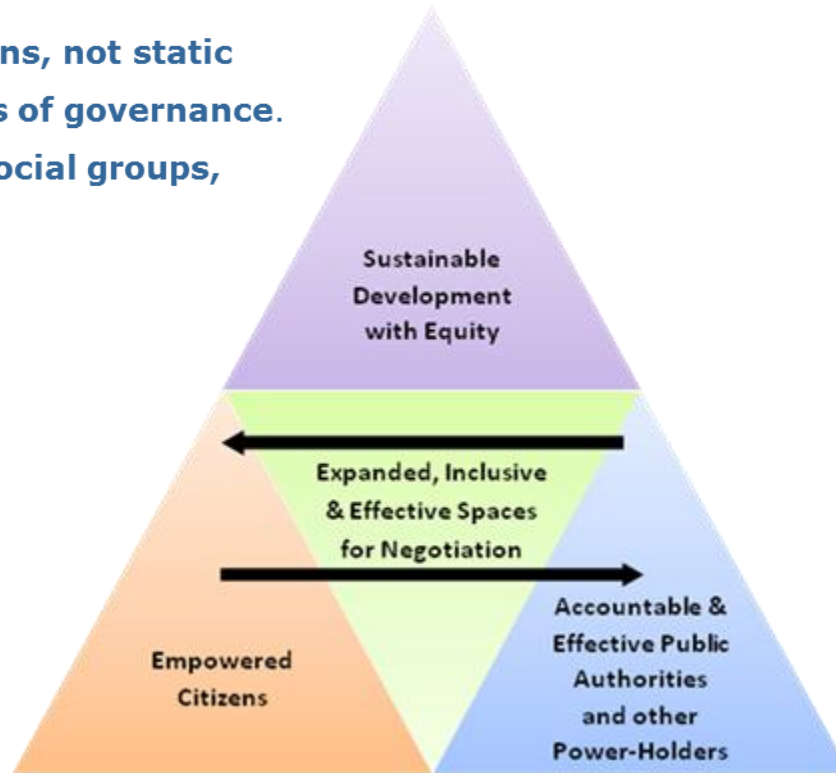 ns, not static
s of governance.
ocial groups,
Sustainable
Development
with Equity
Expanded, Inclusive
& Effective Spaces
for Negotiation
Empowered
Citizens
Accountable &
Effective Public
Authorities
and other
Power-Holders